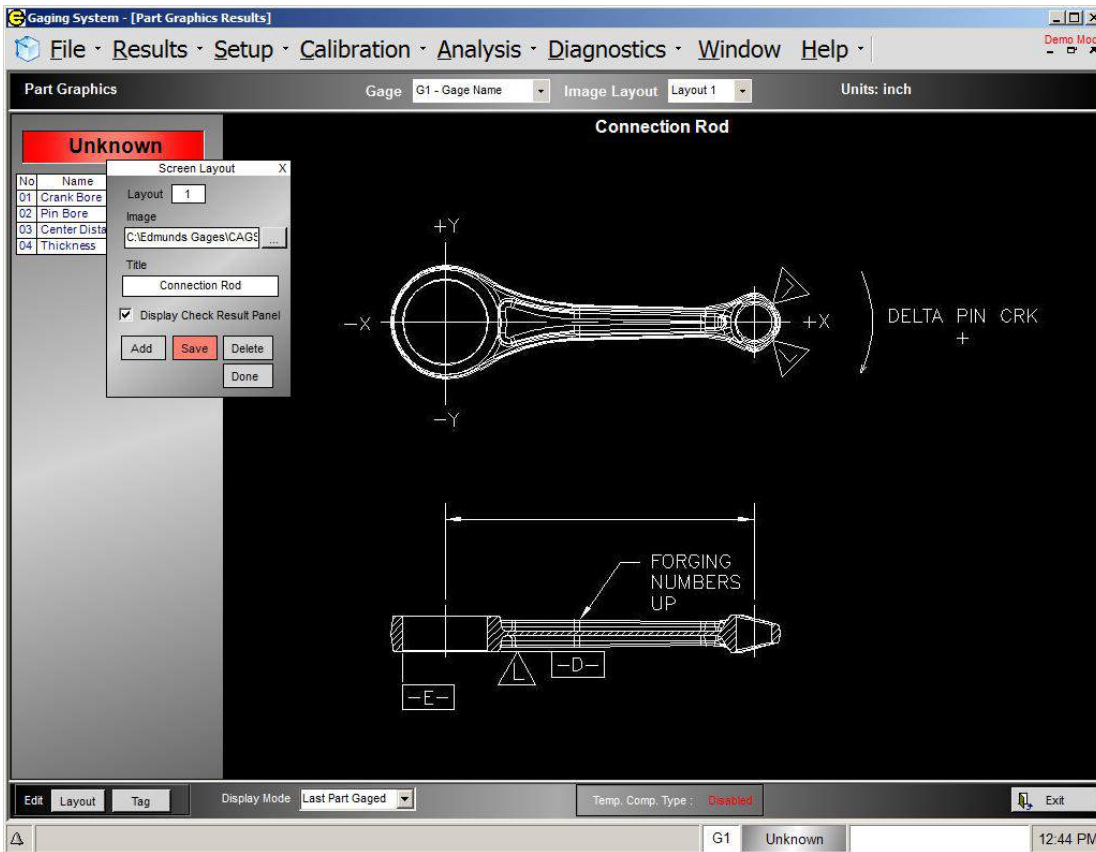 Gaging System - [Part Graphics Results]
File Results Setup Calibration Analysis Diagnostics Window Help
Demo Mod
Part Graphics Gage G1 - Gage Name Image Layout Layout 1 Units: inch
Connection Rod
Unknown
No Name
01 Crank Bore
02 Pin Bore
03 Center Dista
04 Thickness
Screen Layout X
Layout 1
Image
C:\Edmunds Gages\CAGS ...
Title
Connection Rod
Display Check Result Panel
Add Save Delete
Done
+Y
-X
+X
-Y
L
L
DELTA PIN CRK
+
FORGING
NUMBERS
UP
L
-D-
-E-
Edit Layout Tag Display Mode Last Part Gaged Temp. Comp. Type : Disabled Exit
G1 Unknown 12:44 PM